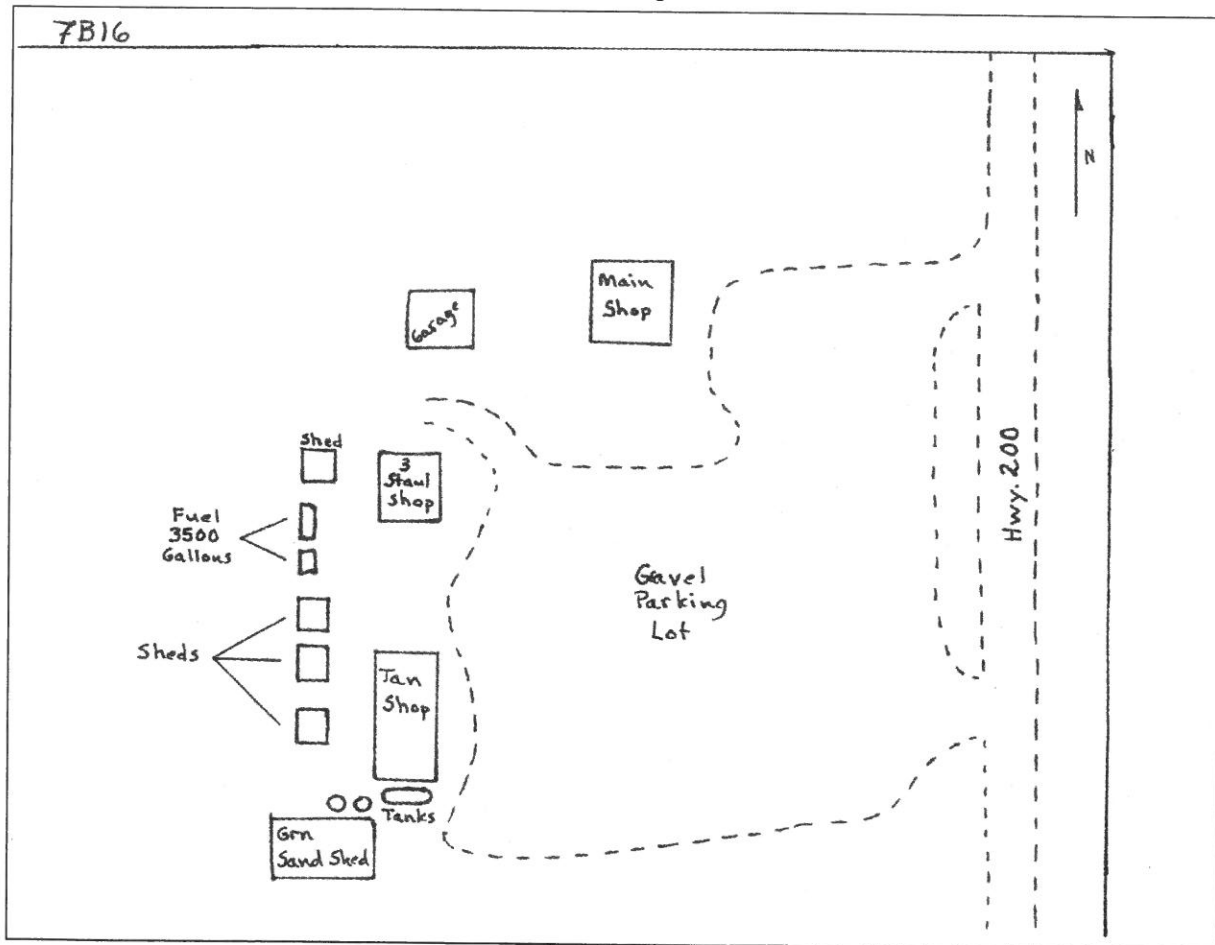 7B16
N
Main
Shop
Garage
Shed
3
Staul
Shop
Hwy. 200
Fuel
3500
Gallons
Gravel
Parking
Lot
Sheds
Tan
Shop
Tanks
Grn
Sand Shed